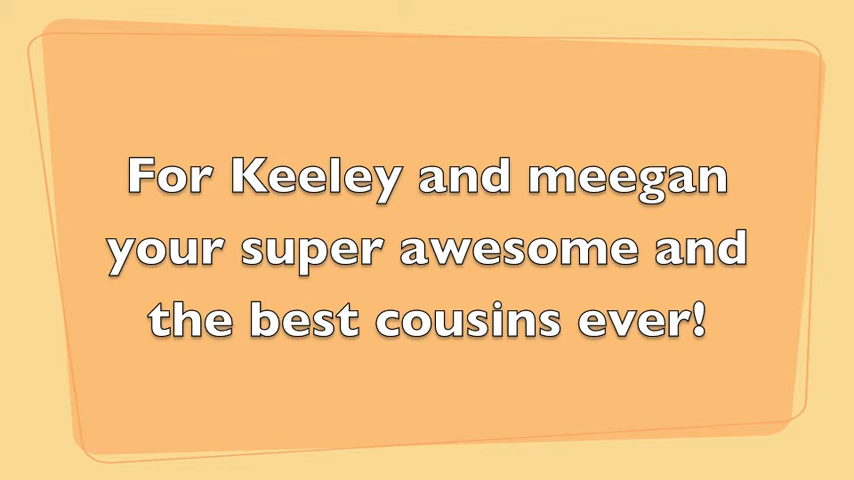 For Keeley and meegan
your super awesome and
the best cousins ever!